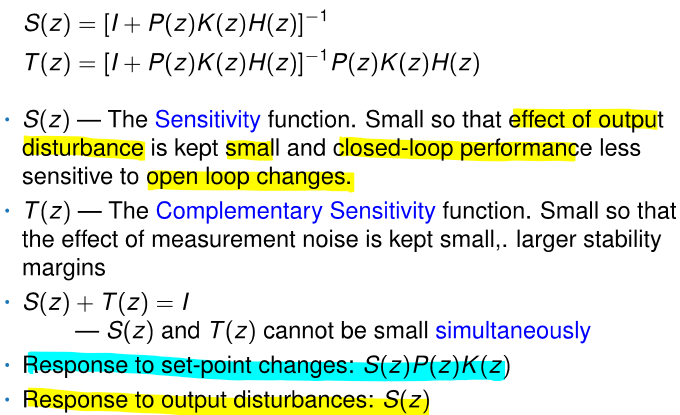 S(z) = [I + P(z)K(z)H(z)]⁻¹
T(z) = [I + P(z)K(z)H(z)]⁻¹P(z)K(z)H(z)
• S(z) — The Sensitivity function. Small so that effect of output
disturbance is kept small and closed-loop performance less
sensitive to open loop changes.
• T(z) — The Complementary Sensitivity function. Small so that
the effect of measurement noise is kept small,. larger stability
margins
• S(z) + T(z) = I
— S(z) and T(z) cannot be small simultaneously
• Response to set-point changes: S(z)P(z)K(z)
• Response to output disturbances: S(z)